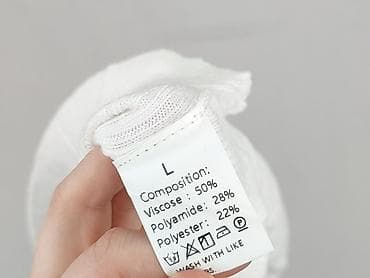 L
Composition:
Viscose : 50%
Polyamide: 28%
Polyester: 22%
WASH WITH LIKE